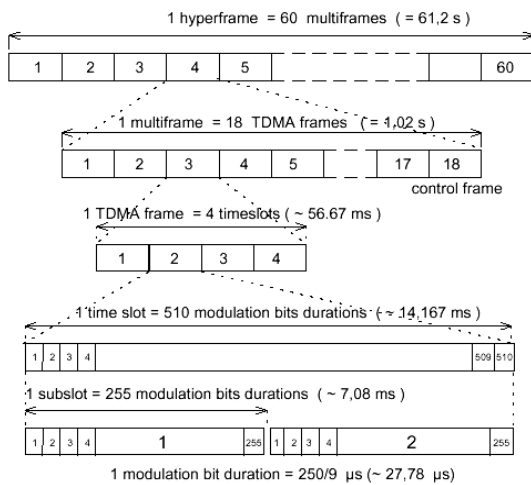 1 hyperframe = 60 multiframes ( = 61,2 s )
1 2 3 4 5 60
1 multiframe = 18 TDMA frames ( = 1,02 s )
1 2 3 4 5 17 18
control frame
1 TDMA frame = 4 timeslots ( ~ 56.67 ms )
1 2 3 4
1 time slot = 510 modulation bits durations ( ~ 14,167 ms )
1 2 3 4 509 510
1 subslot = 255 modulation bits durations ( ~ 7,08 ms )
1 2 3 4 1 255 1 2 3 4 2 255
1 modulation bit duration = 250/9 µs (~ 27,78 µs)